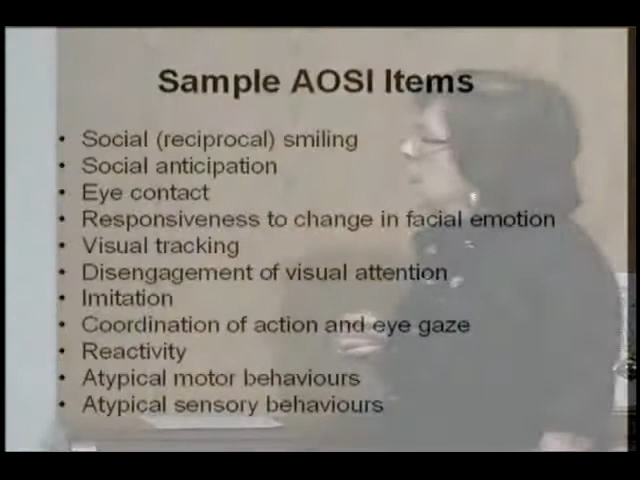 Sample AOSI Items
• Social (reciprocal) smiling
• Social anticipation
• Eye contact
• Responsiveness to change in facial emotion
• Visual tracking
• Disengagement of visual attention
• Imitation
• Coordination of action and eye gaze
• Reactivity
• Atypical motor behaviours
• Atypical sensory behaviours